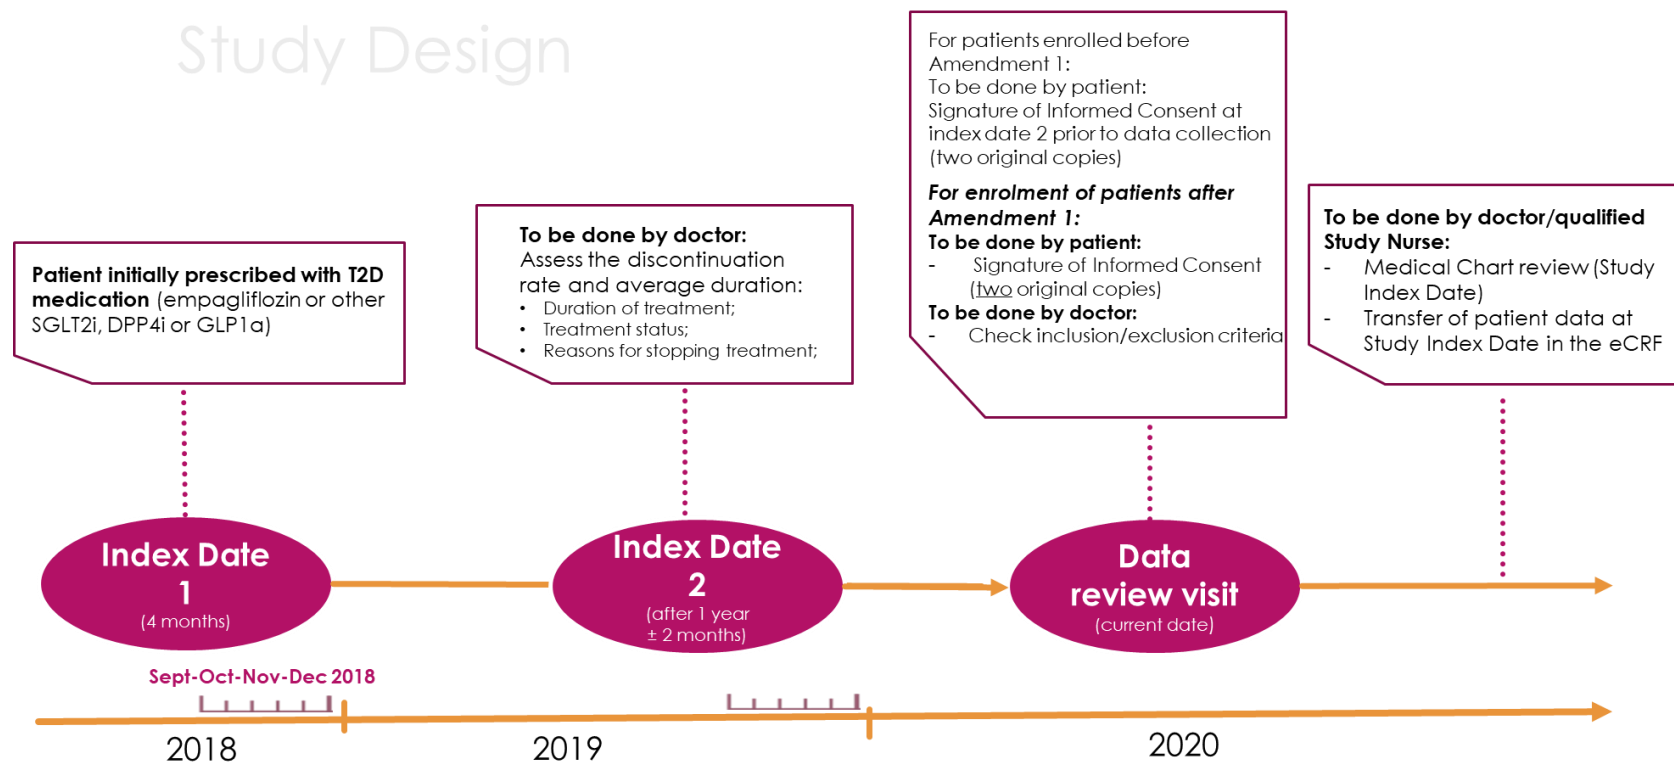 Study Design
Patient initially prescribed with T2D
medication (empagliflozin or other
SGLT2i, DPP4i or GLP1a)
To be done by doctor:
Assess the discontinuation
rate and average duration:
• Duration of treatment;
• Treatment status;
• Reasons for stopping treatment;
For patients enrolled before
Amendment 1:
To be done by patient:
Signature of Informed Consent at
index date 2 prior to data collection
(two original copies)
For enrolment of patients after
Amendment 1:
To be done by patient:
- Signature of Informed Consent
(two original copies)
To be done by doctor:
- Check inclusion/exclusion criteria
To be done by doctor/qualified
Study Nurse:
- Medical Chart review (Study
Index Date)
- Transfer of patient data at
Study Index Date in the eCRF
Index Date
1
(4 months)
Index Date
2
(after 1 year
± 2 months)
Data
review visit
(current date)
Sept-Oct-Nov-Dec 2018
2018
2019
2020